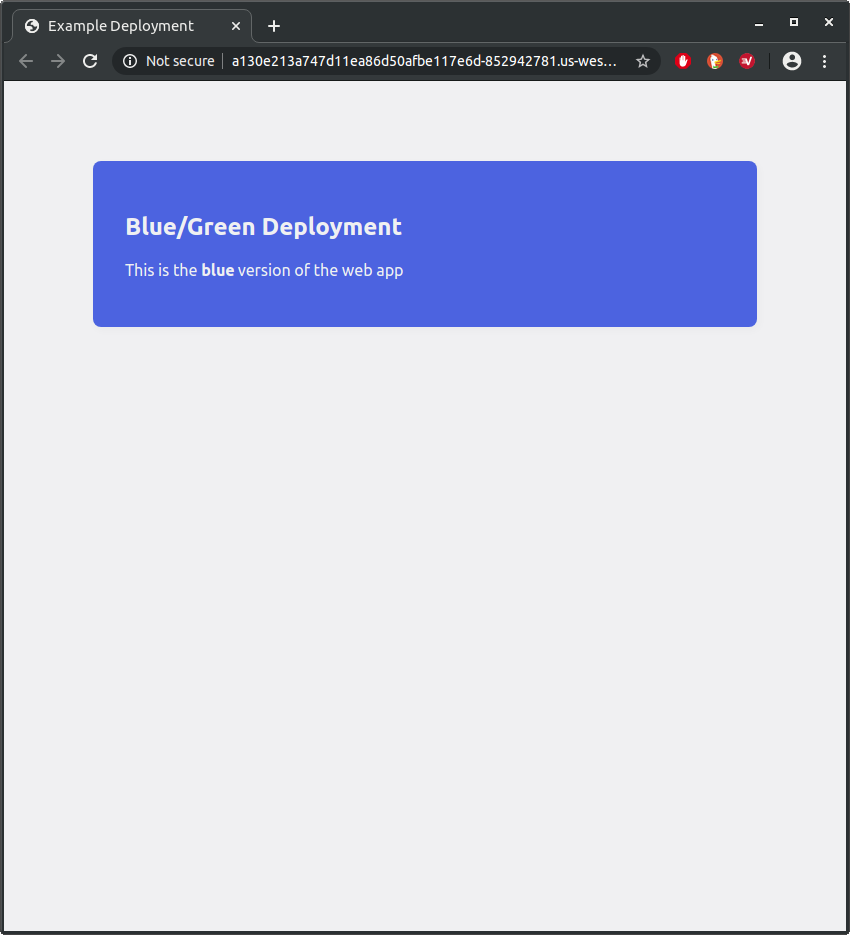 Example Deployment
Not secure
a130e213a747d11ea86d50afbe117e6d-852942781.us-wes...
Blue/Green Deployment
This is the blue version of the web app